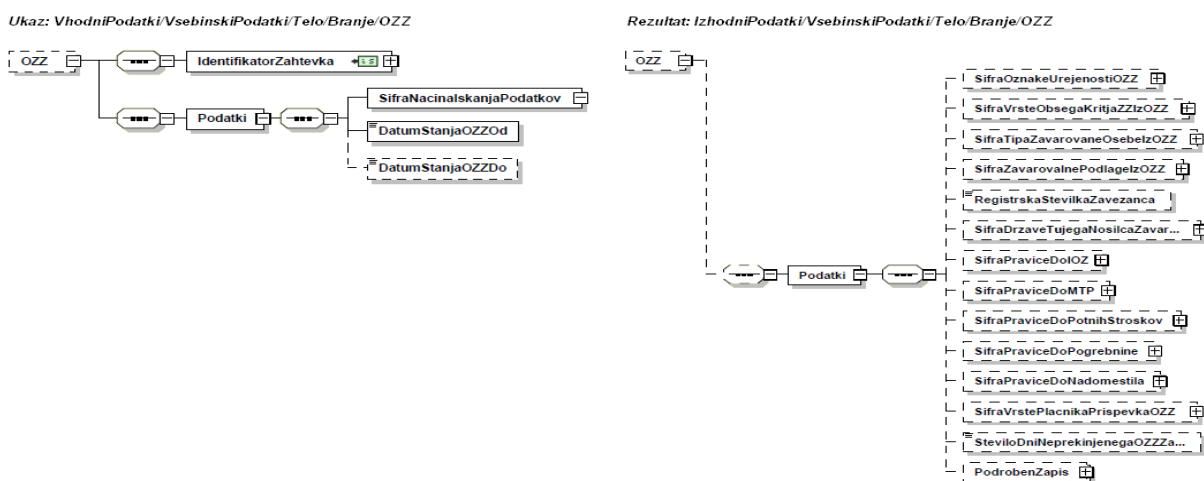 Ukaz: VhodniPodatki/VsebinskiPodatki/Telo/Branje/OZZ
OZZ
IdentifikatorZahtevka
Podatki
SifraNacinaIskanjaPodatkov
DatumStanjaOZZOd
DatumStanjaOZZDo
Rezultat: IzhodniPodatki/VsebinskiPodatki/Telo/Branje/OZZ
OZZ
Podatki
SifraOznakeUrejenostiOZZ
SifraVrsteObsegaKritjaZZIzOZZ
SifraTipaZavarovaneOsebeIzOZZ
SifraZavarovalnePodlageIzOZZ
RegistrskaStevilkaZavezanca
SifraDrzaveTujegaNosilcaZavar...
SifraPraviceDoIOZ
SifraPraviceDoMTP
SifraPraviceDoPotnihStroskov
SifraPraviceDoPogrebnine
SifraPraviceDoNadomestila
SifraVrstePlacnikaPrispevkaOZZ
SteviloDniNeprekinjenegaOZZZa...
PodrobenZapis